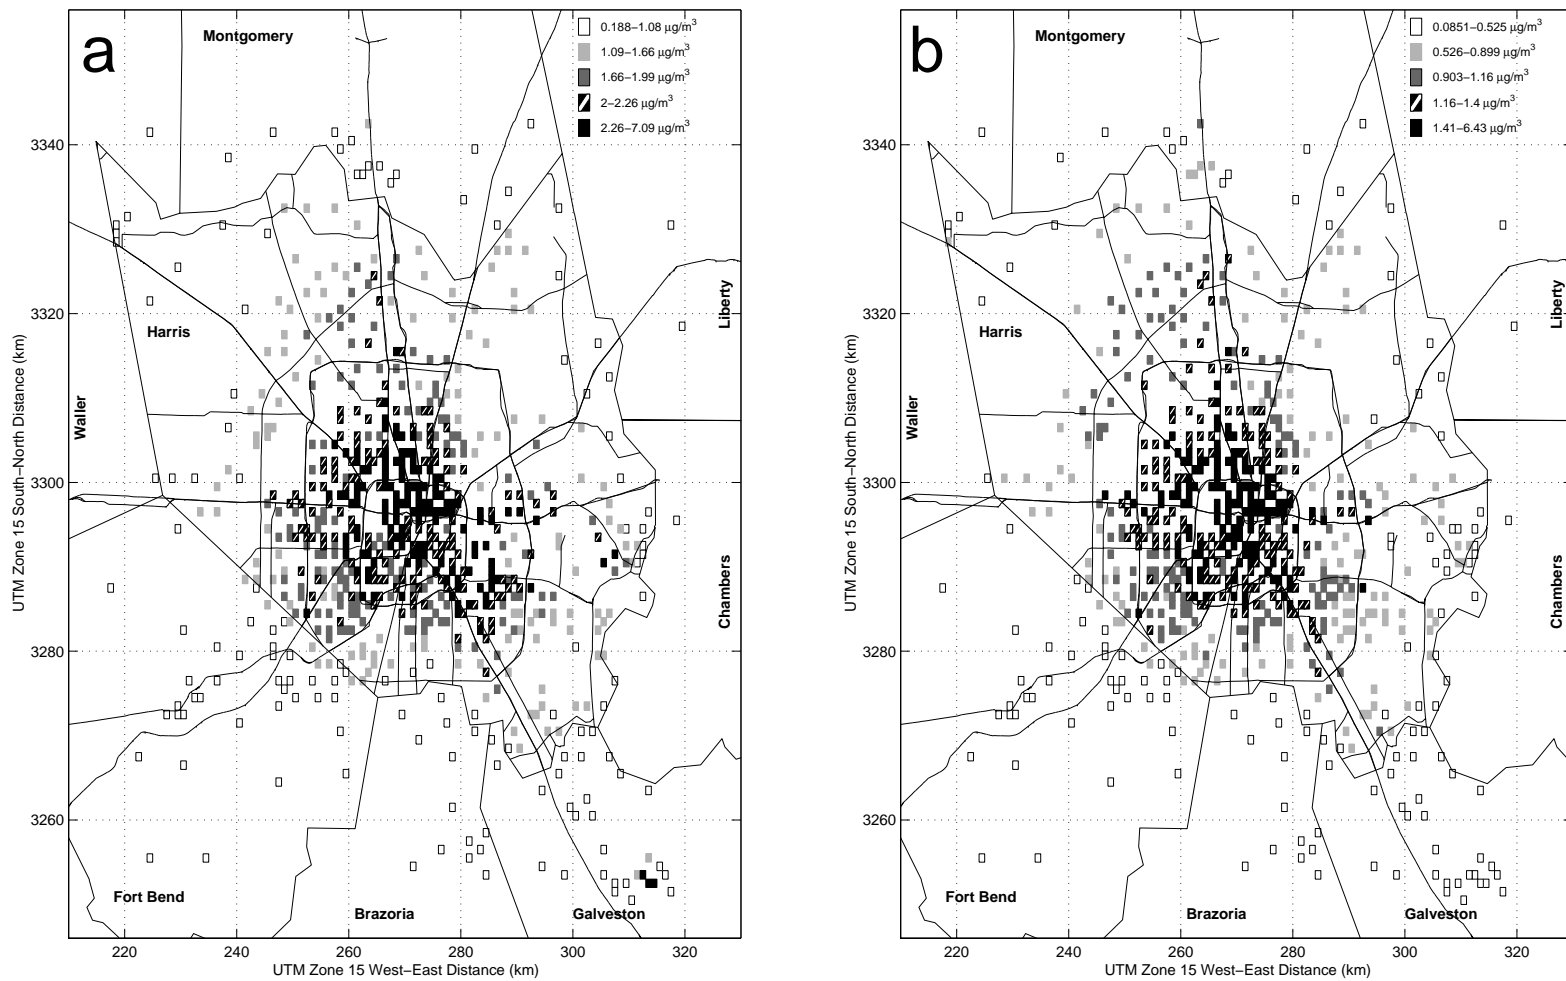 a
Montgomery
0.188–1.08 μg/m³
1.09–1.66 μg/m³
1.66–1.99 μg/m³
2–2.26 μg/m³
2.26–7.09 μg/m³
3340
3320
3300
3280
3260
Harris
Waller
Liberty
Chambers
Fort Bend
Brazoria
Galveston
220
240
260
280
300
320
UTM Zone 15 West–East Distance (km)
UTM Zone 15 South–North Distance (km)
b
Montgomery
0.0851–0.525 μg/m³
0.526–0.899 μg/m³
0.903–1.16 μg/m³
1.16–1.4 μg/m³
1.41–6.43 μg/m³
3340
3320
3300
3280
3260
Harris
Waller
Liberty
Chambers
Fort Bend
Brazoria
Galveston
220
240
260
280
300
320
UTM Zone 15 West–East Distance (km)
UTM Zone 15 South–North Distance (km)